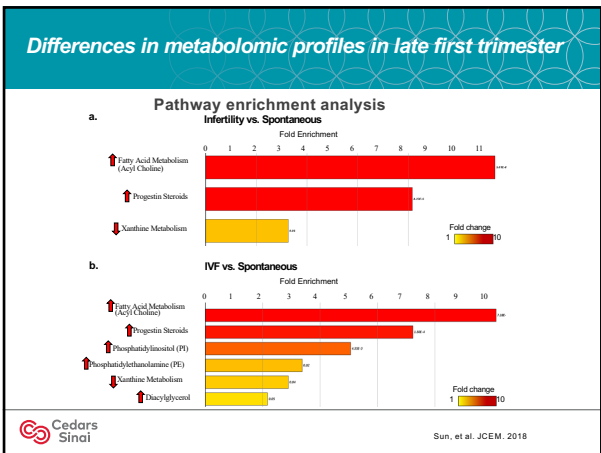 Differences in metabolomic profiles in late first trimester
Pathway enrichment analysis
a.
Infertility vs. Spontaneous
Fold Enrichment
0 1 2 3 4 5 6 7 8 9 10 11
Fatty Acid Metabolism
(Acyl Choline)
Progestin Steroids
Xanthine Metabolism
Fold change
1 10
b.
IVF vs. Spontaneous
Fold Enrichment
0 1 2 3 4 5 6 7 8 9 10
Fatty Acid Metabolism
(Acyl Choline)
Progestin Steroids
Phosphatidylinositol (PI)
Phosphatidylethanolamine (PE)
Xanthine Metabolism
Diacylglycerol
Fold change
1 10
Cedars
Sinai
Sun, et al. JCEM. 2018